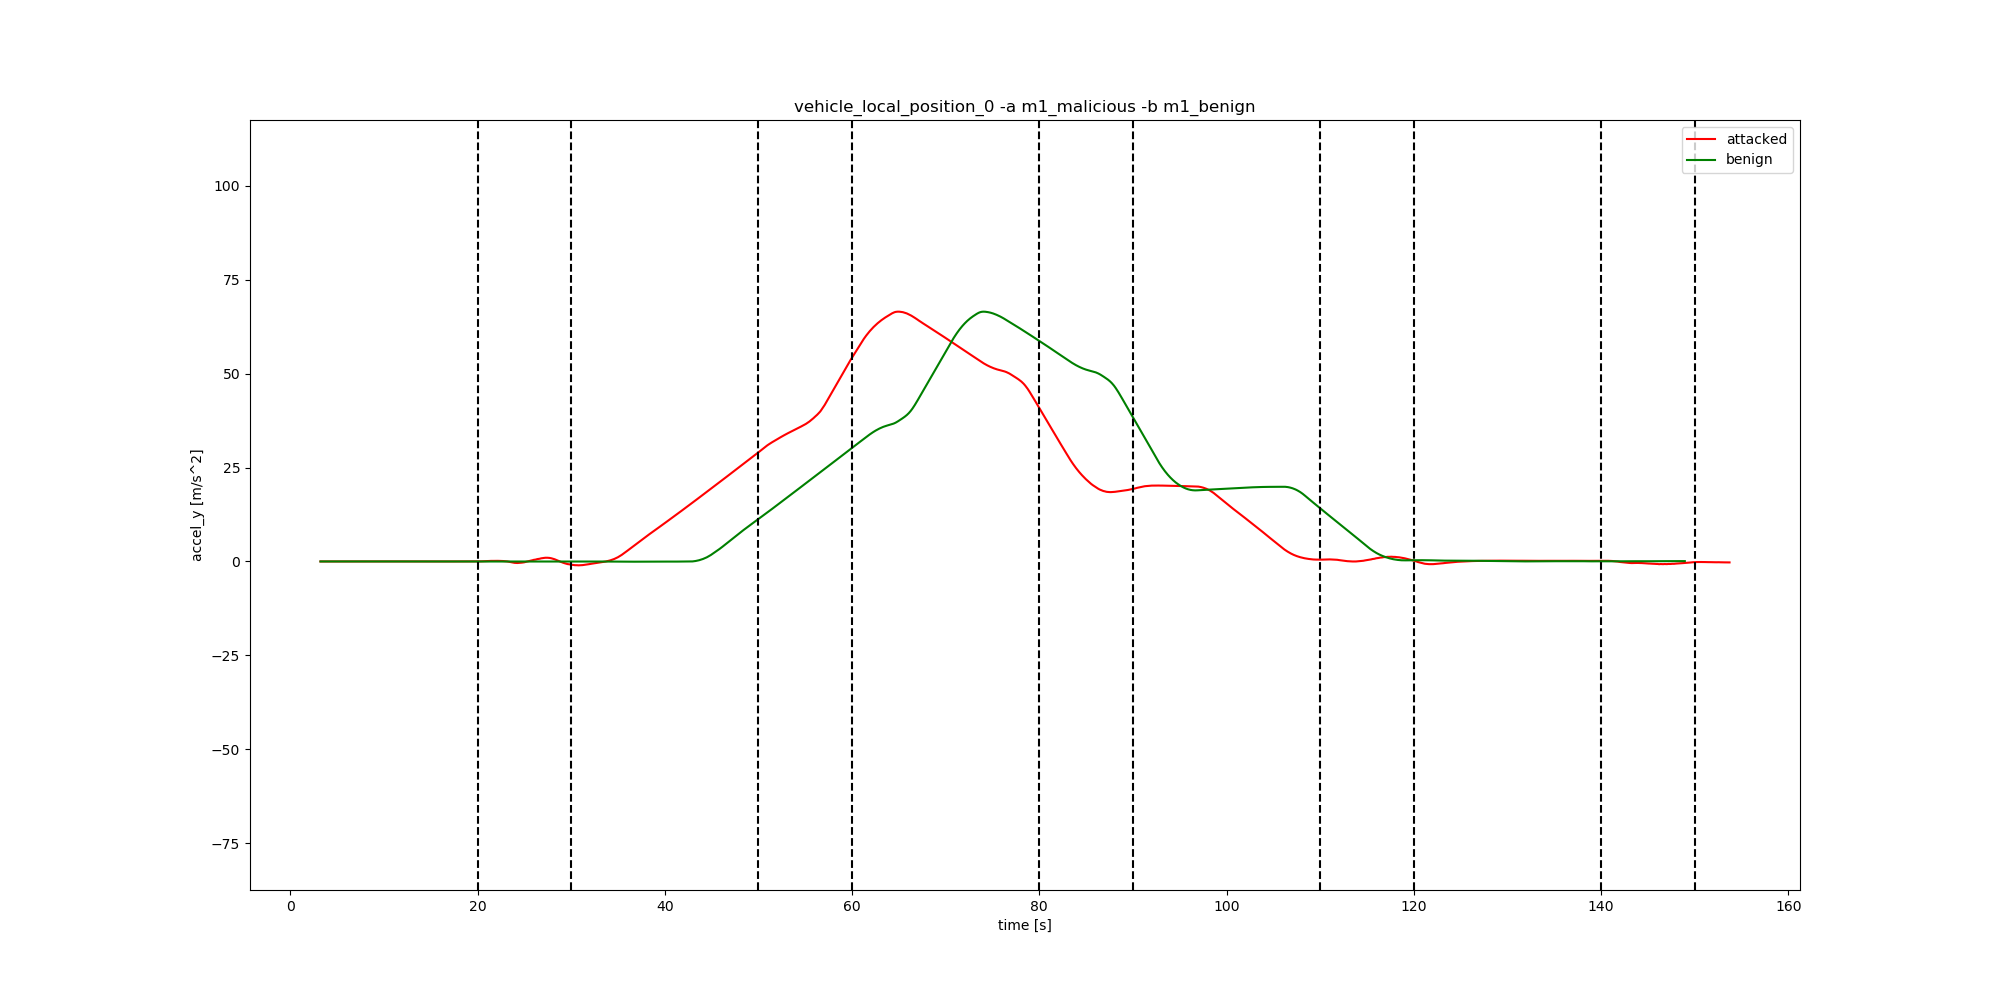 vehicle_local_position_0 -a m1_malicious -b m1_benign
attacked
benign
100
75
50
25
0
−25
−50
−75
accel_y [m/s^2]
0 20 40 60 80 100 120 140 160
time [s]